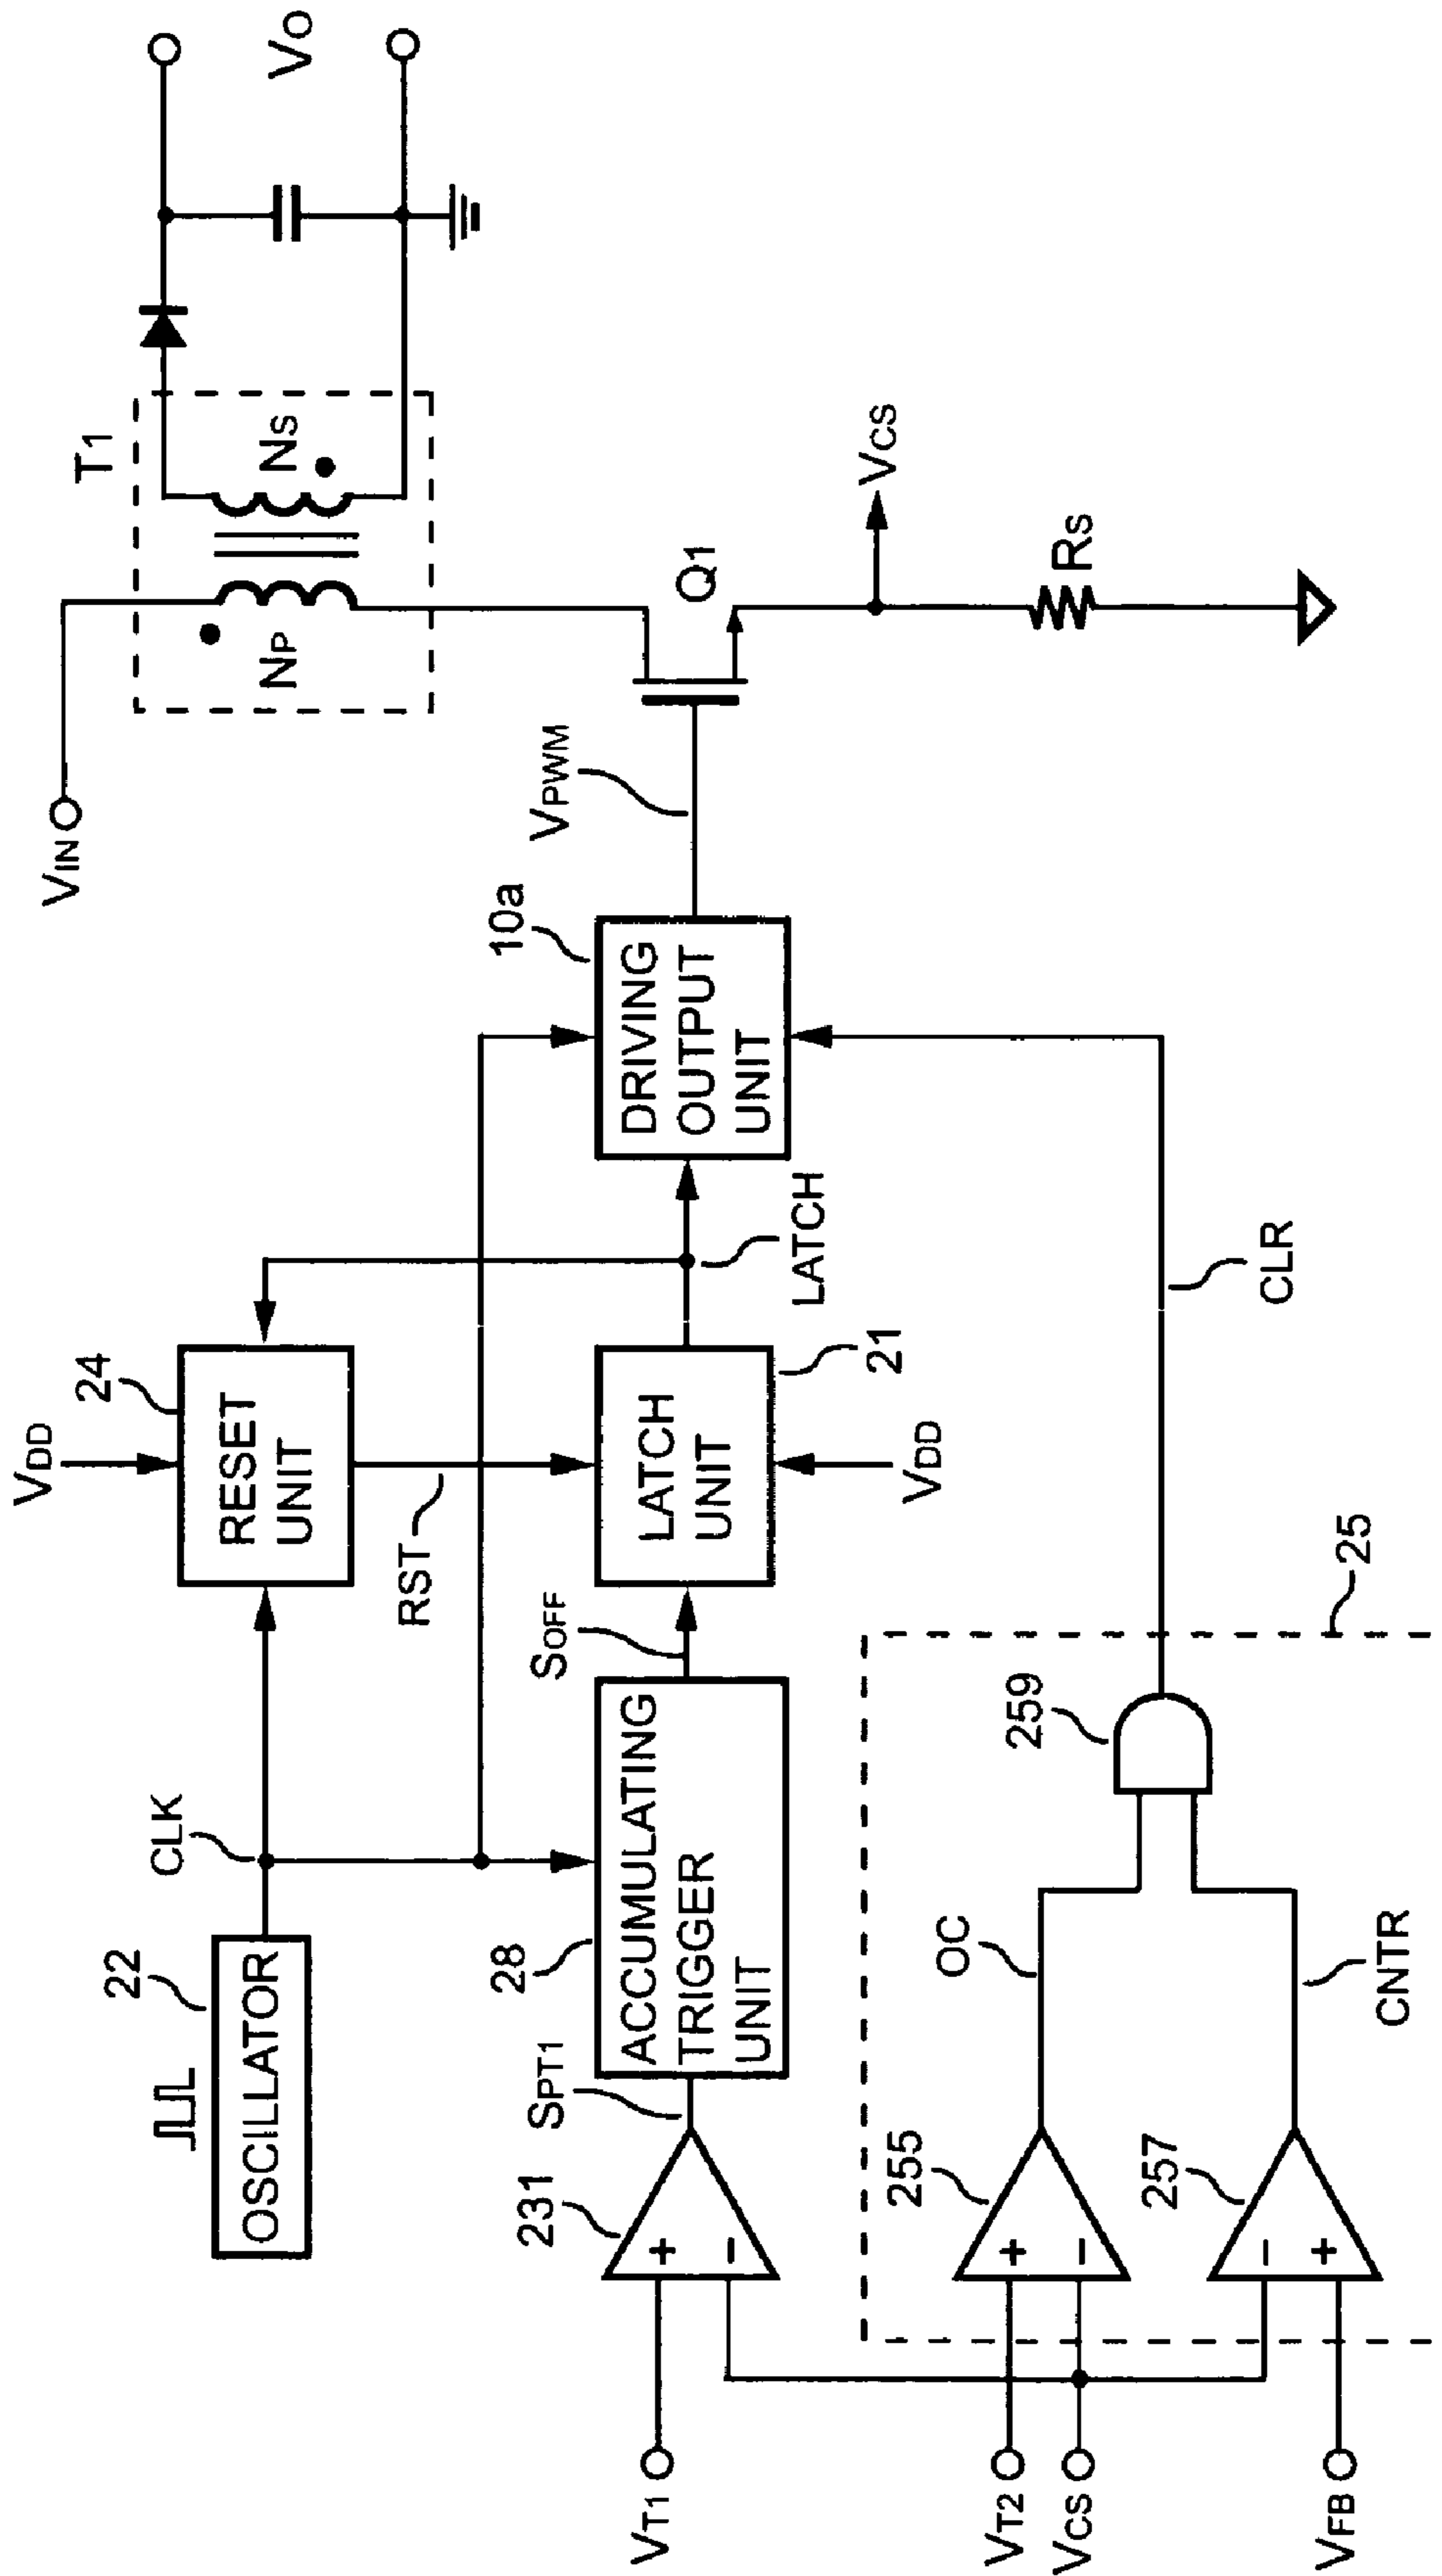 VIN
T1
NP
NS
VO
Q1
VCS
RS
VPWM
10a
DRIVING
OUTPUT
UNIT
VDD
24
RESET
UNIT
RST
LATCH
UNIT
21
VDD
LATCH
CLK
22
OSCILLATOR
SOFF
28
ACCUMULATING
TRIGGER
UNIT
SPT1
231
+
−
VT1
25
259
CLR
OC
CNTR
255
+
−
257
−
+
VT2
VCS
VFB